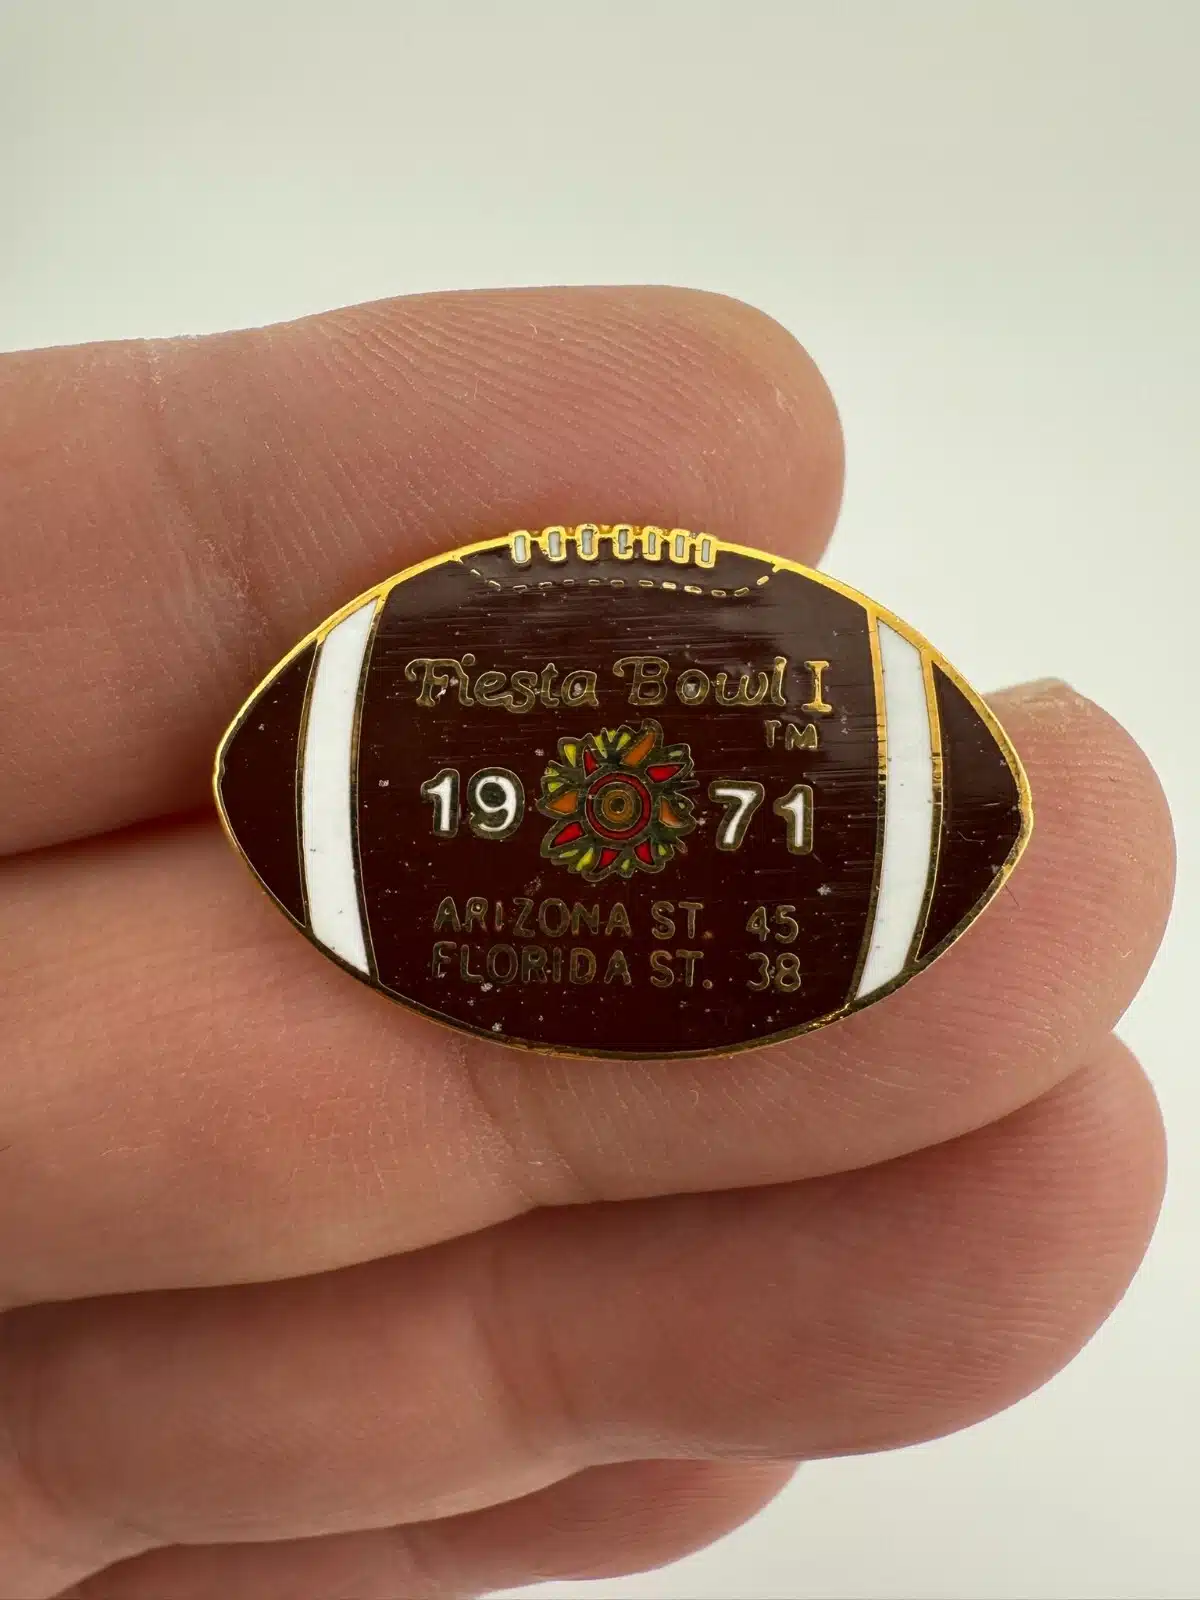 Fiesta Bowl I
TM
19 71
ARIZONA ST. 45
FLORIDA ST. 38